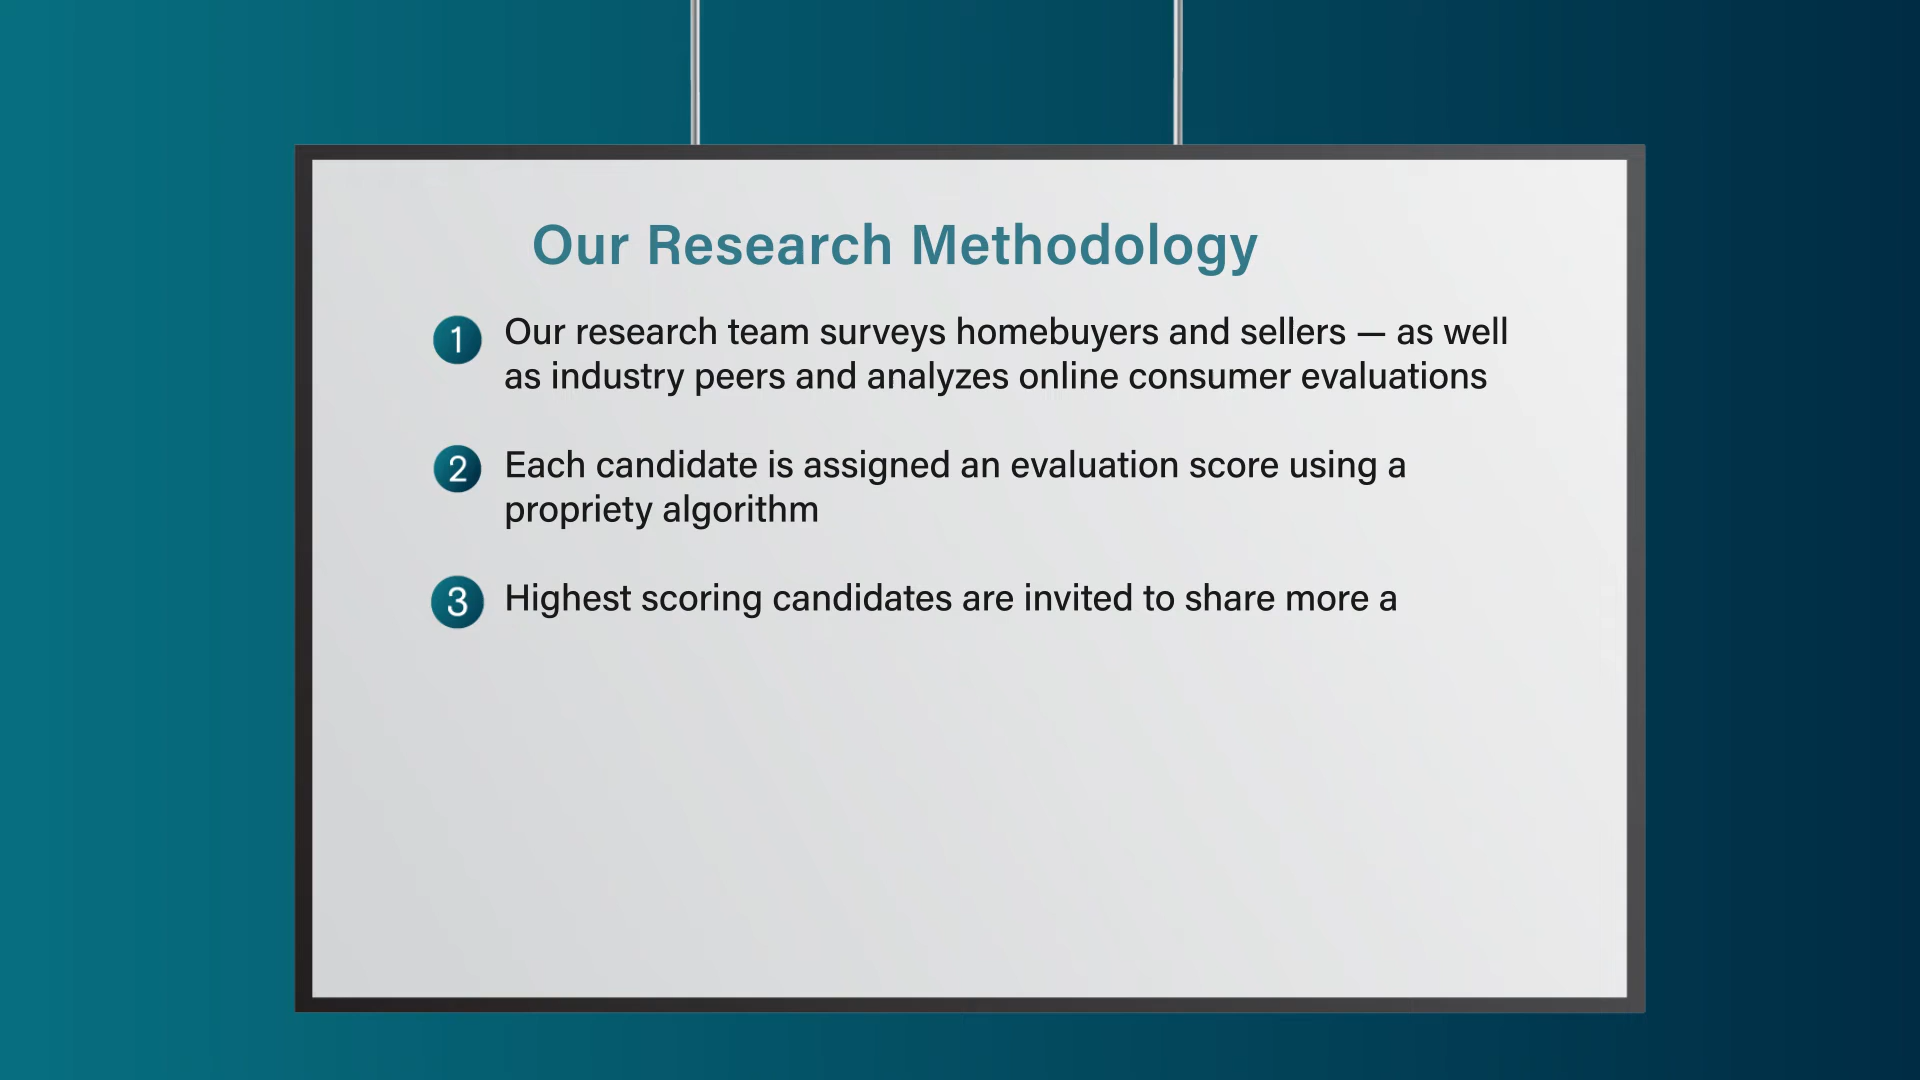 Our Research Methodology
1 Our research team surveys homebuyers and sellers — as well
as industry peers and analyzes online consumer evaluations
2 Each candidate is assigned an evaluation score using a
propriety algorithm
3 Highest scoring candidates are invited to share more a